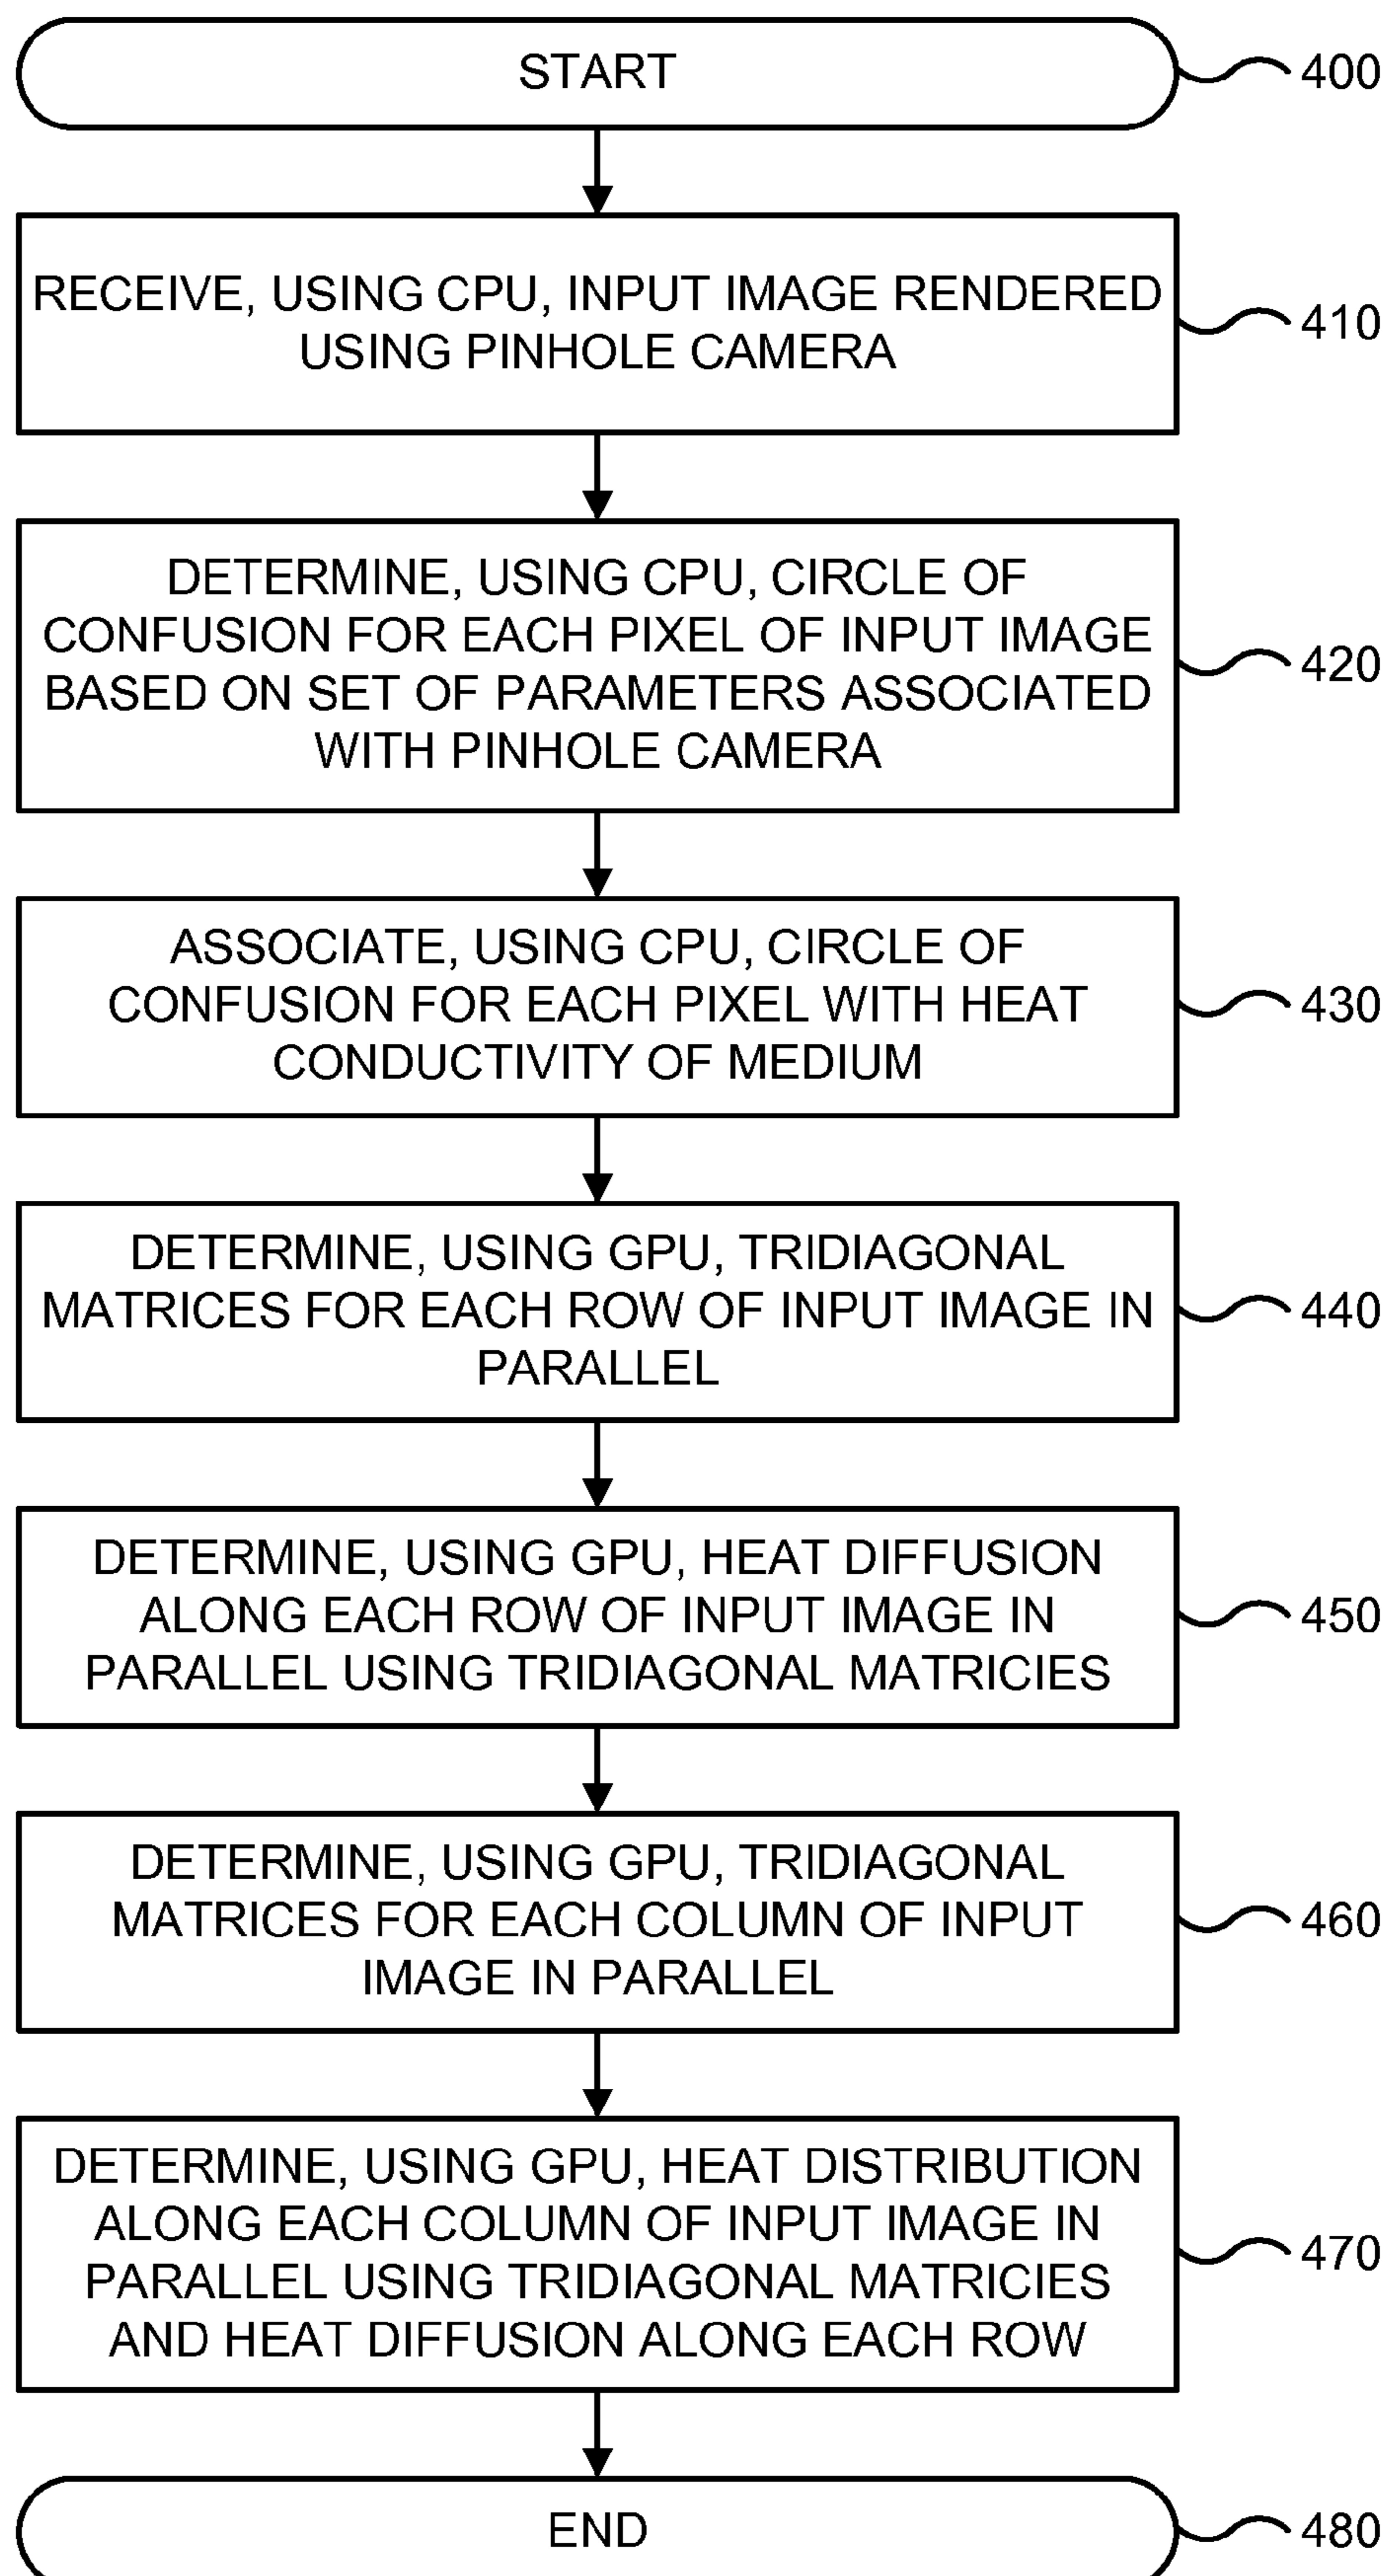 START
400
RECEIVE, USING CPU, INPUT IMAGE RENDERED
USING PINHOLE CAMERA
410
DETERMINE, USING CPU, CIRCLE OF
CONFUSION FOR EACH PIXEL OF INPUT IMAGE
BASED ON SET OF PARAMETERS ASSOCIATED
WITH PINHOLE CAMERA
420
ASSOCIATE, USING CPU, CIRCLE OF
CONFUSION FOR EACH PIXEL WITH HEAT
CONDUCTIVITY OF MEDIUM
430
DETERMINE, USING GPU, TRIDIAGONAL
MATRICES FOR EACH ROW OF INPUT IMAGE IN
PARALLEL
440
DETERMINE, USING GPU, HEAT DIFFUSION
ALONG EACH ROW OF INPUT IMAGE IN
PARALLEL USING TRIDIAGONAL MATRICIES
450
DETERMINE, USING GPU, TRIDIAGONAL
MATRICES FOR EACH COLUMN OF INPUT
IMAGE IN PARALLEL
460
DETERMINE, USING GPU, HEAT DISTRIBUTION
ALONG EACH COLUMN OF INPUT IMAGE IN
PARALLEL USING TRIDIAGONAL MATRICIES
AND HEAT DIFFUSION ALONG EACH ROW
470
END
480